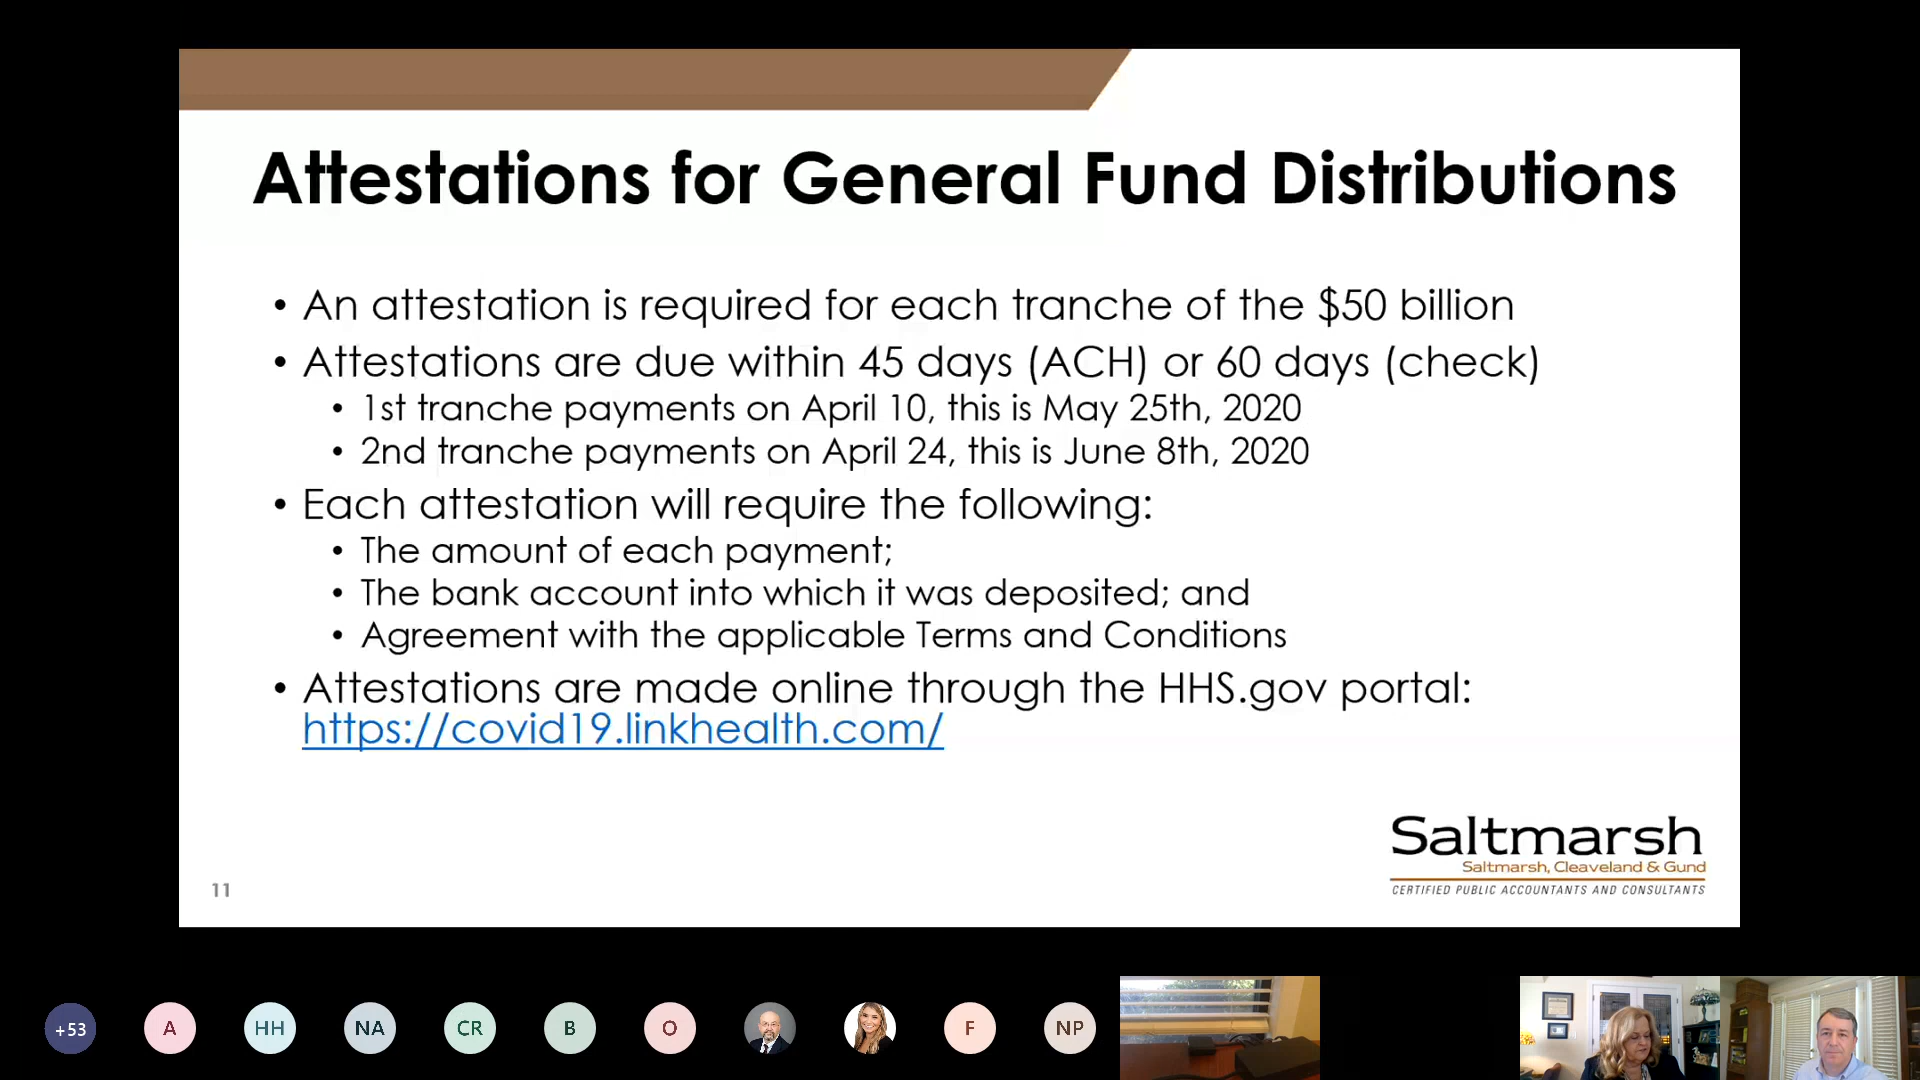 Attestations for General Fund Distributions
• An attestation is required for each tranche of the $50 billion
• Attestations are due within 45 days (ACH) or 60 days (check)
• 1st tranche payments on April 10, this is May 25th, 2020
• 2nd tranche payments on April 24, this is June 8th, 2020
• Each attestation will require the following:
• The amount of each payment;
• The bank account into which it was deposited; and
• Agreement with the applicable Terms and Conditions
• Attestations are made online through the HHS.gov portal:
https://covid19.linkhealth.com/
Saltmarsh
Saltmarsh, Cleaveland & Gund
CERTIFIED PUBLIC ACCOUNTANTS AND CONSULTANTS
11
+53
A
HH
NA
CR
B
O
F
NP